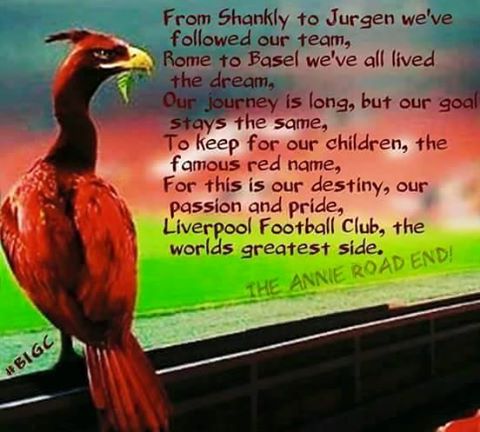 From Shankly to Jurgen we've
followed our team,
Rome to Basel we've all lived
the dream,
Our journey is long, but our goal
stays the same,
To keep for our children, the
famous red name,
For this is our destiny, our
passion and pride,
Liverpool Football Club, the
worlds greatest side.
THE ANNIE ROAD END!
#BIGC